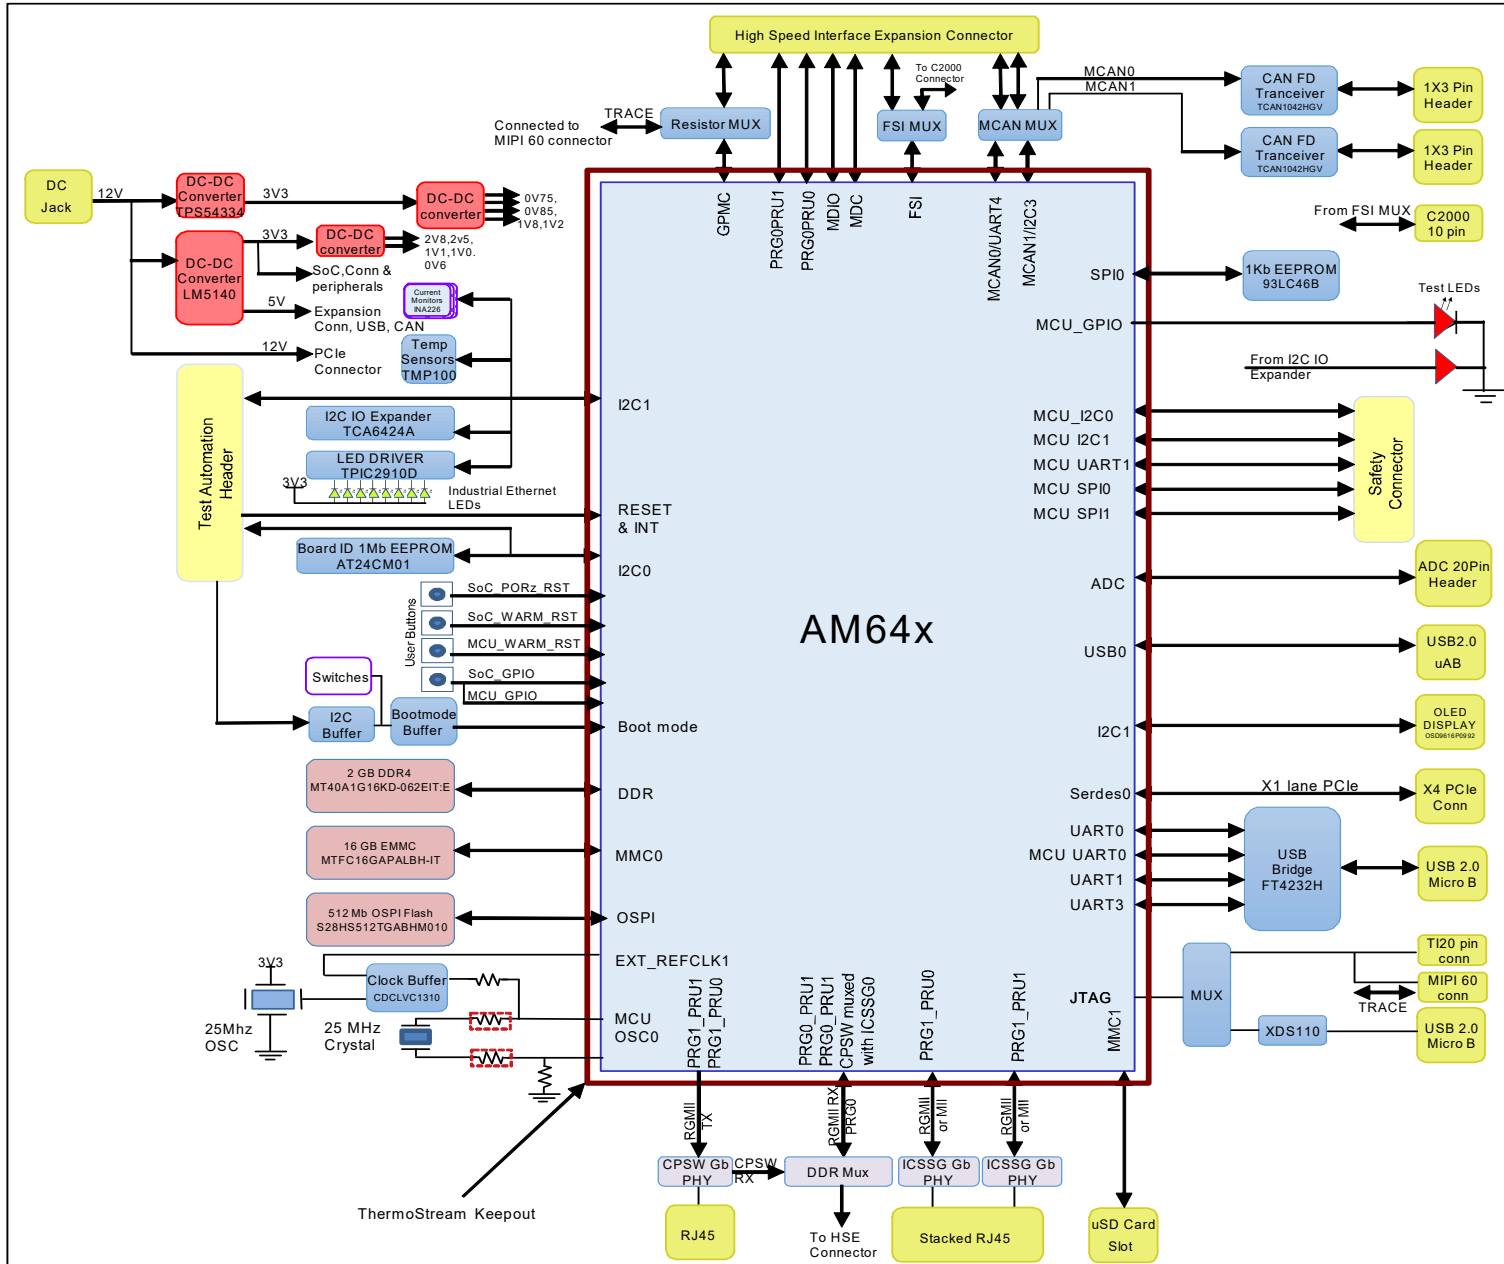 High Speed Interface Expansion Connector
To C2000
Connector
TRACE
Connected to
MIPI 60 connector
Resistor MUX
FSI MUX
MCAN MUX
MCAN0
MCAN1
CAN FD
Tranceiver
TCAN1042HGV
1X3 Pin
Header
CAN FD
Tranceiver
TCAN1042HGV
1X3 Pin
Header
DC
Jack
12V
DC-DC
Converter
TPS54334
3V3
DC-DC
converter
0V75,
0V85,
1V8,1V2
DC-DC
Converter
LM5140
3V3
DC-DC
converter
2V8,2v5,
1V1,1V0.
0V6
SoC,Conn &
peripherals
5V
Expansion
Conn, USB, CAN
12V
PCIe
Connector
Current
Monitors
INA226
Temp
Sensors
TMP100
GPMC
PRG0PRU1
PRG0PRU0
MDIO
MDC
FSI
MCAN0/UART4
MCAN1/I2C3
From FSI MUX
C2000
10 pin
SPI0
1Kb EEPROM
93LC46B
Test LEDs
MCU_GPIO
From I2C IO
Expander
Test Automation
Header
I2C1
I2C IO Expander
TCA6424A
LED DRIVER
TPIC2910D
3V3
Industrial Ethernet
LEDs
RESET
& INT
Board ID 1Mb EEPROM
AT24CM01
I2C0
User Buttons
SoC_PORz_RST
SoC_WARM_RST
MCU_WARM_RST
SoC_GPIO
MCU_GPIO
Switches
I2C
Buffer
Bootmode
Buffer
Boot mode
AM64x
MCU_I2C0
MCU I2C1
MCU UART1
MCU SPI0
MCU SPI1
Safety
Connector
ADC
ADC 20Pin
Header
USB0
USB2.0
uAB
I2C1
OLED
DISPLAY
OSD9616P0992
2 GB DDR4
MT40A1G16KD-062EIT:E
DDR
Serdes0
X1 lane PCIe
X4 PCIe
Conn
16 GB EMMC
MTFC16GAPALBH-IT
MMC0
UART0
MCU UART0
UART1
UART3
USB
Bridge
FT4232H
USB 2.0
Micro B
512 Mb OSPI Flash
S28HS512TGABHM010
OSPI
EXT_REFCLK1
3V3
Clock Buffer
CDCLVC1310
25Mhz
OSC
25 MHz
Crystal
MCU
OSC0
PRG1_PRU1
PRG1_PRU0
PRG0_PRU1
PRG0_PRU1
CPSW muxed
with ICSSG0
PRG1_PRU0
PRG1_PRU1
JTAG
MMC1
MUX
TI20 pin
conn
MIPI 60
conn
TRACE
XDS110
USB 2.0
Micro B
RGMII
TX
RGMII RX
PRG0
RGMII
or MII
RGMII
or MII
CPSW Gb
PHY
CPSW
RX
DDR Mux
ICSSG Gb
PHY
ICSSG Gb
PHY
ThermoStream Keepout
RJ45
To HSE
Connector
Stacked RJ45
uSD Card
Slot